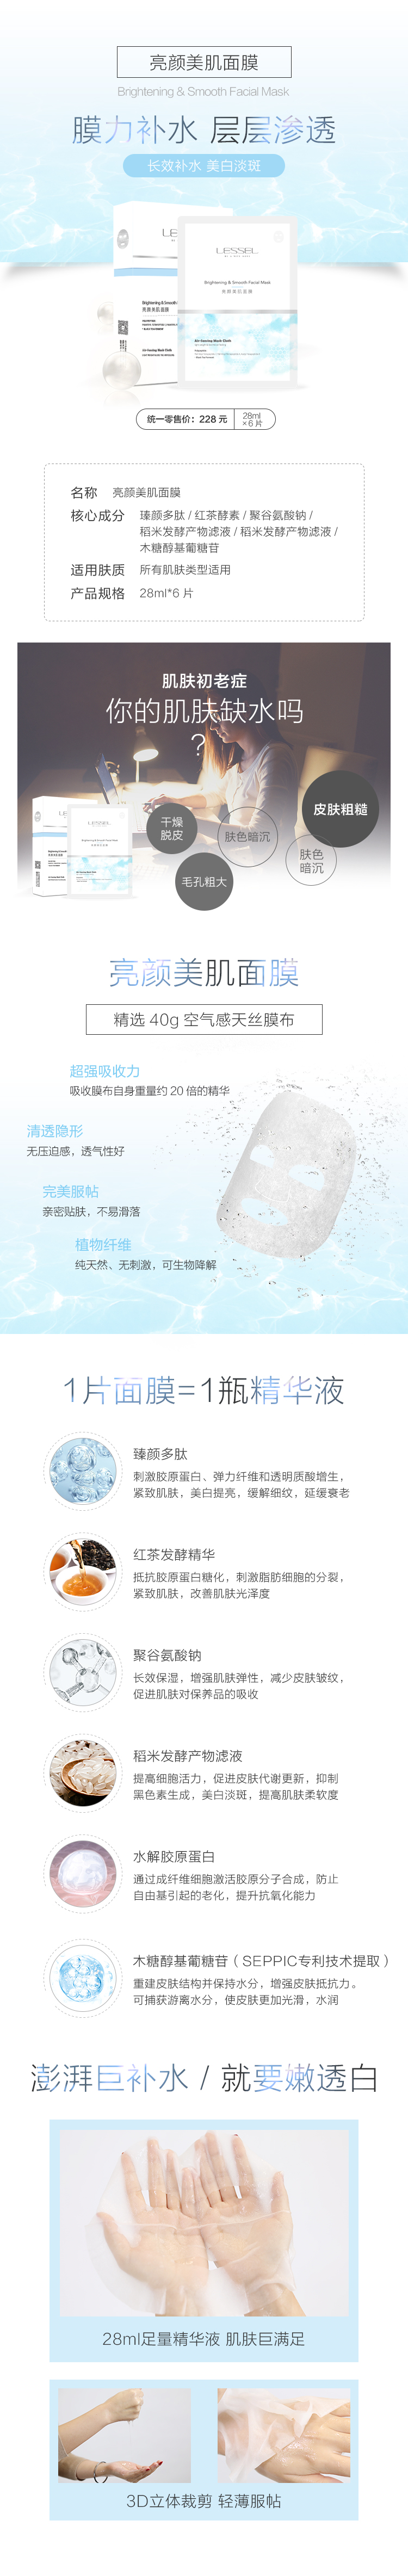 亮颜美肌面膜
Brightening & Smooth Facial Mask
膜力补水 层层渗透
长效补水 美白淡斑
LESSEL
Brightening & Smooth Facial Mask
亮颜美肌面膜
Brightening & Smooth
亮颜美肌面膜
Air-feeling Mask Cloth
Air-feeling Mask Cloth
统一零售价：228 元
28ml
×6 片
名称 亮颜美肌面膜
核心成分 臻颜多肽 / 红茶酵素 / 聚谷氨酸钠 /
稻米发酵产物滤液 / 稻米发酵产物滤液 /
木糖醇基葡糖苷
适用肤质 所有肌肤类型适用
产品规格 28ml*6 片
肌肤初老症
你的肌肤缺水吗
?
皮肤粗糙
干燥
脱皮
肤色暗沉
肤色
暗沉
毛孔粗大
LESSEL
亮颜美肌面膜
精选 40g 空气感天丝膜布
超强吸收力
吸收膜布自身重量约 20 倍的精华
清透隐形
无压迫感，透气性好
完美服帖
亲密贴肤，不易滑落
植物纤维
纯天然、无刺激，可生物降解
1片面膜=1瓶精华液
臻颜多肽
刺激胶原蛋白、弹力纤维和透明质酸增生，
紧致肌肤，美白提亮，缓解细纹，延缓衰老
红茶发酵精华
抵抗胶原蛋白糖化，刺激脂肪细胞的分裂，
紧致肌肤，改善肌肤光泽度
聚谷氨酸钠
长效保湿，增强肌肤弹性，减少皮肤皱纹，
促进肌肤对保养品的吸收
稻米发酵产物滤液
提高细胞活力，促进皮肤代谢更新，抑制
黑色素生成，美白淡斑，提高肌肤柔软度
水解胶原蛋白
通过成纤维细胞激活胶原分子合成，防止
自由基引起的老化，提升抗氧化能力
木糖醇基葡糖苷（SEPPIC专利技术提取）
重建皮肤结构并保持水分，增强皮肤抵抗力。
可捕获游离水分，使皮肤更加光滑，水润
澎湃巨补水 / 就要嫩透白
28ml足量精华液 肌肤巨满足
3D立体裁剪 轻薄服帖